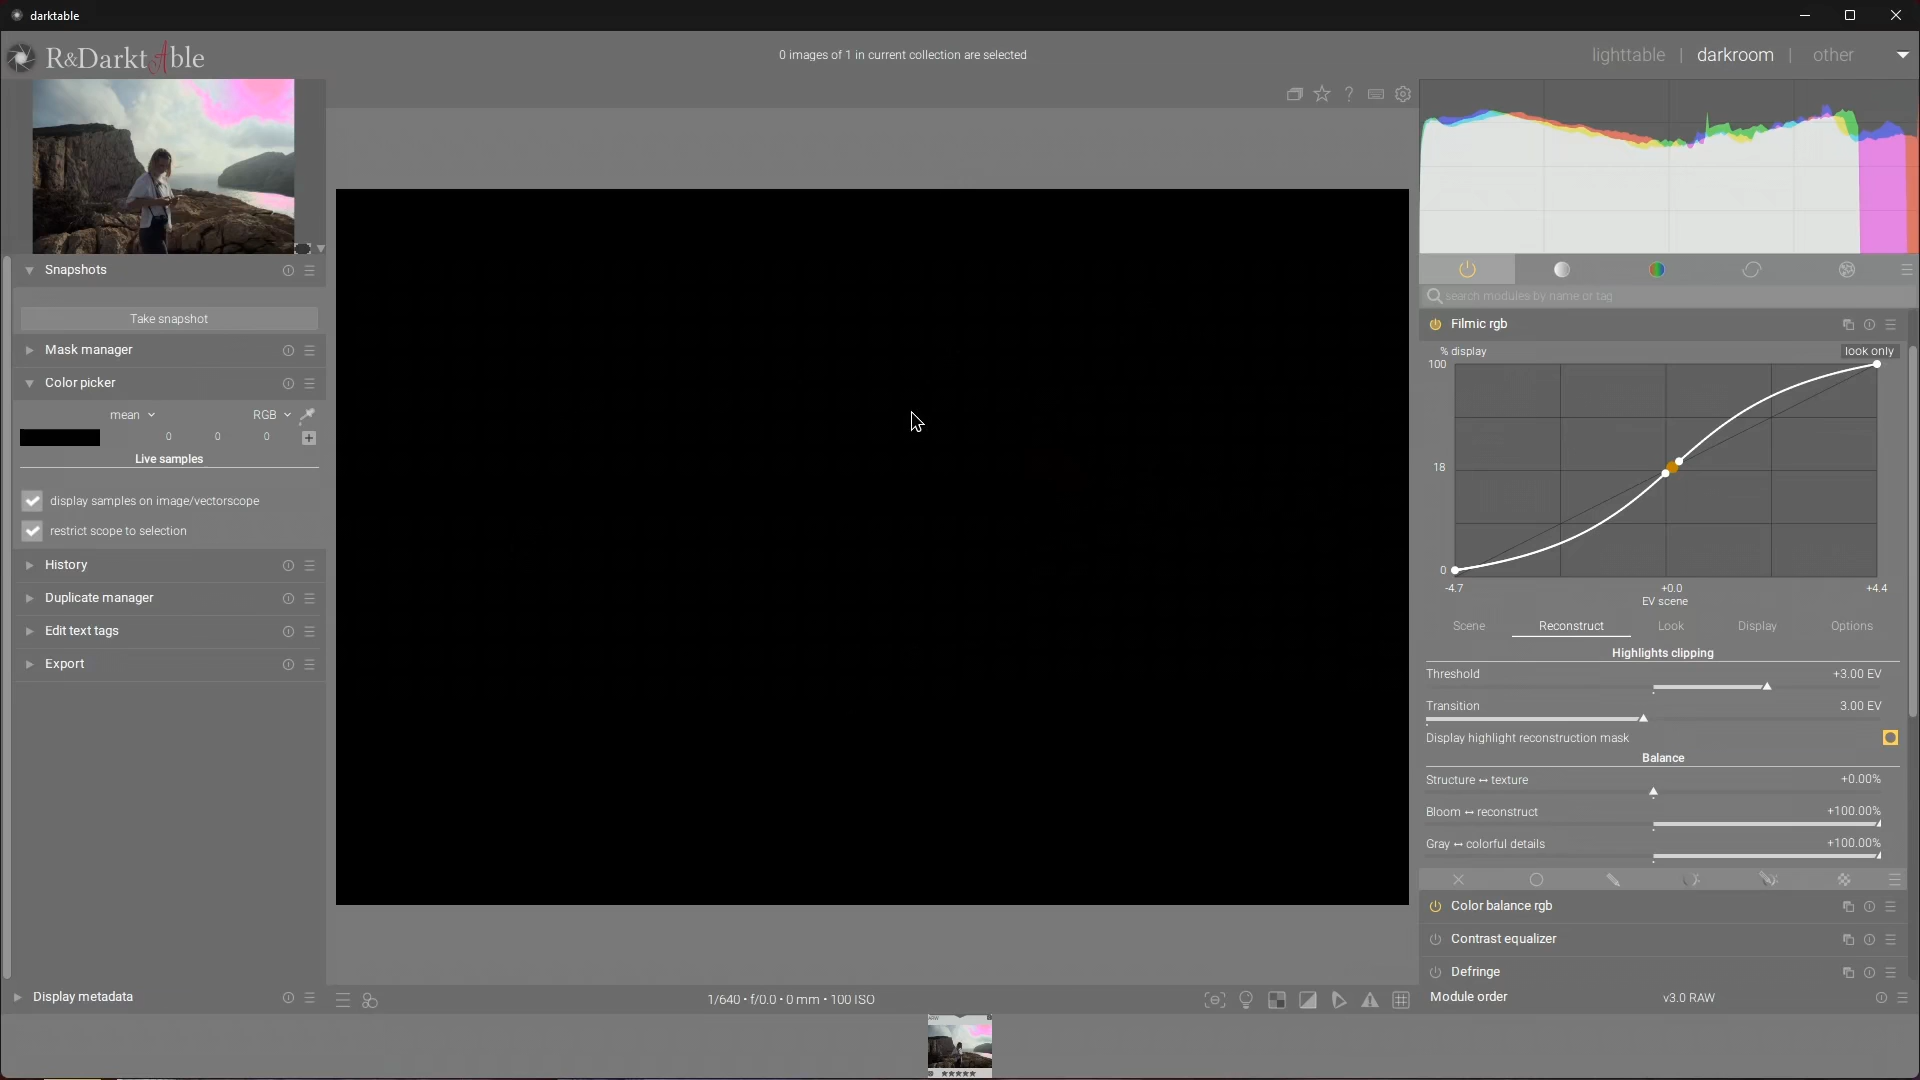 darktable
R&DarktAble
0 images of 1 in current collection are selected
lighttable | darkroom | other
Snapshots
Take snapshot
Mask manager
Color picker
mean RGB
0 0 0
Live samples
display samples on image/vectorscope
restrict scope to selection
History
Duplicate manager
Edit text tags
Export
Display metadata
1/640 • f/0.0 • 0 mm • 100 ISO
search modules by name or tag
Filmic rgb
% display
look only
100
18
0
-4.7 +0.0 +4.4
EV scene
Scene Reconstruct Look Display Options
Highlights clipping
Threshold +3.00 EV
Transition 3.00 EV
Display highlight reconstruction mask
Balance
Structure ↔ texture +0.00%
Bloom ↔ reconstruct +100.00%
Gray ↔ colorful details +100.00%
Color balance rgb
Contrast equalizer
Defringe
Module order v3.0 RAW